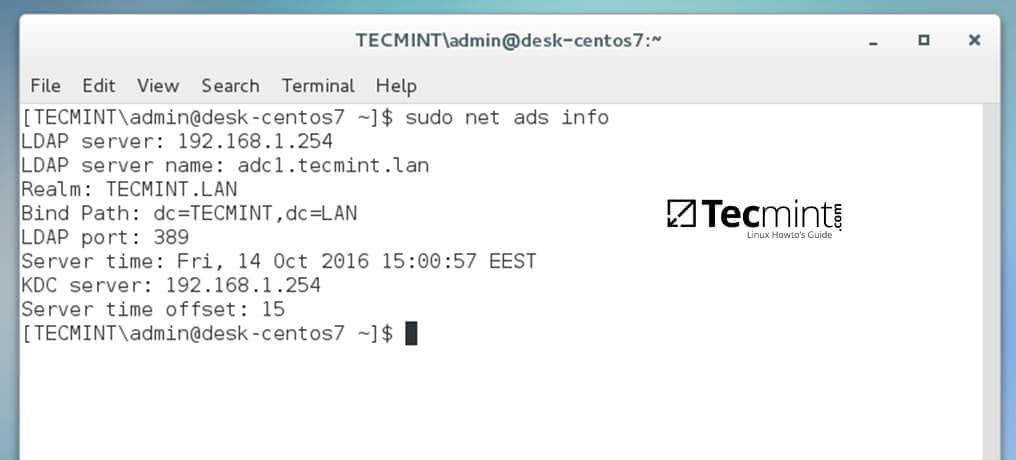 TECMINT\admin@desk-centos7:~
File Edit View Search Terminal Help
[TECMINT\admin@desk-centos7 ~]$ sudo net ads info
LDAP server: 192.168.1.254
LDAP server name: adc1.tecmint.lan
Realm: TECMINT.LAN
Bind Path: dc=TECMINT,dc=LAN
LDAP port: 389
Server time: Fri, 14 Oct 2016 15:00:57 EEST
KDC server: 192.168.1.254
Server time offset: 15
[TECMINT\admin@desk-centos7 ~]$
Tecmint.com
Linux Howto's Guide